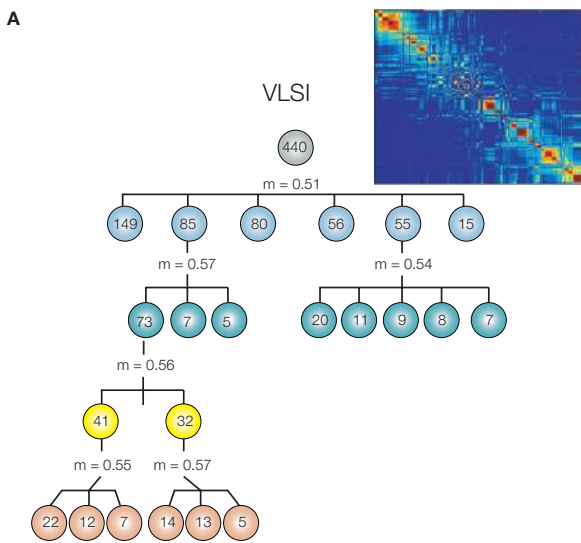 A
VLSI
440
m = 0.51
149 85 80 56 55 15
m = 0.57 m = 0.54
73 7 5 20 11 9 8 7
m = 0.56
41 32
m = 0.55 m = 0.57
22 12 7 14 13 5